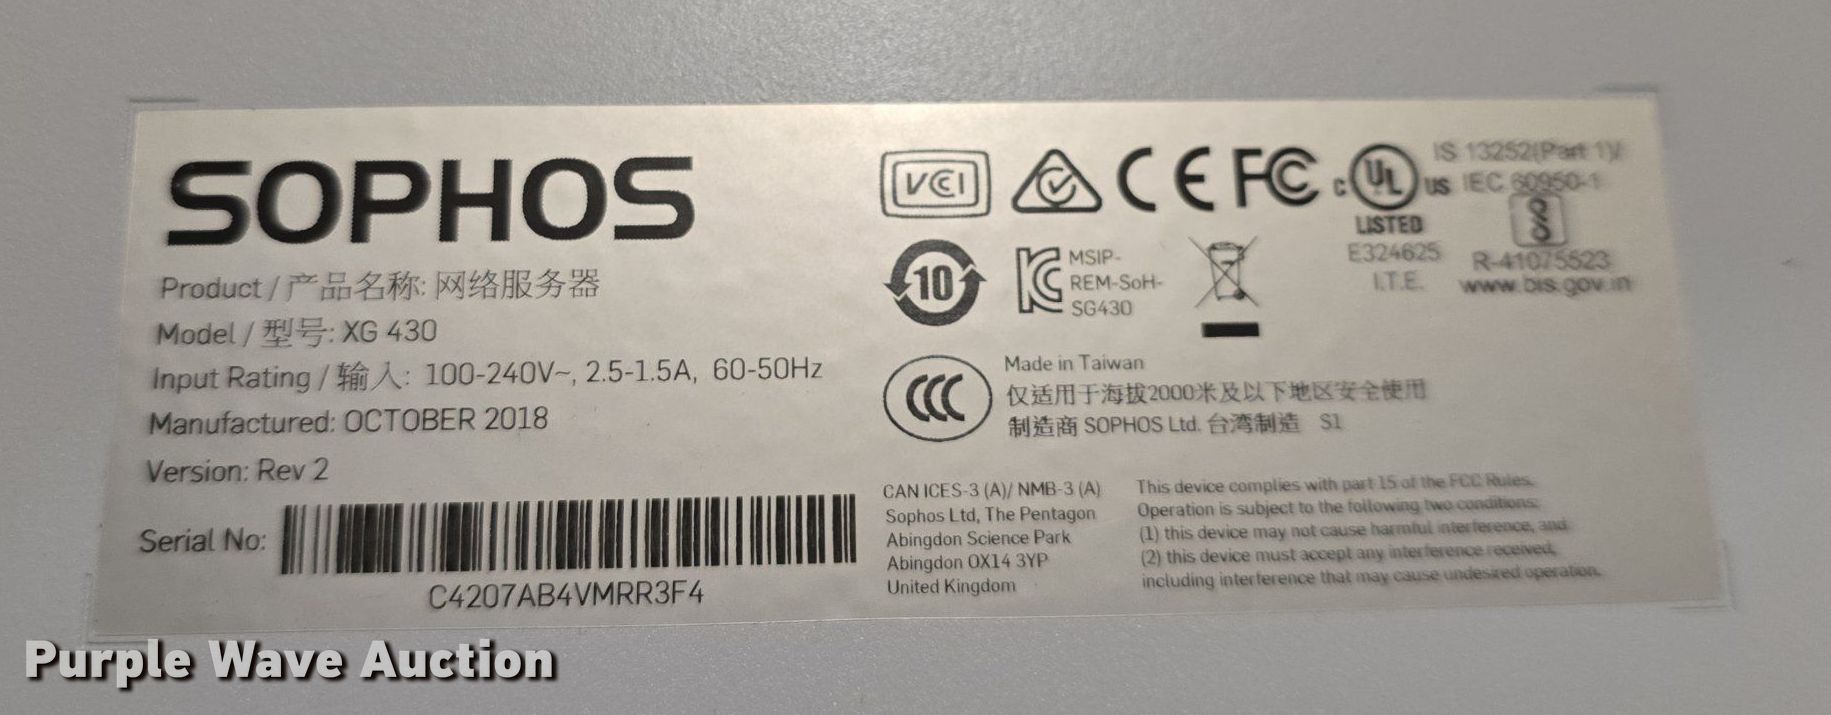 SOPHOS
Product / 产品名称: 网络服务器
Model / 型号: XG 430
Input Rating / 输入: 100-240V~, 2.5-1.5A, 60-50Hz
Manufactured: OCTOBER 2018
Version: Rev 2
Serial No:
C4207AB4VMRR3F4
VCI
CE FC
c UL US
LISTED
E324625
I.T.E.
IS 13252(Part 1)/
IEC 60950-1
R-41075523
www.bis.gov.in
10
MSIP-
REM-SoH-
SG430
CCC
Made in Taiwan
仅适用于海拔2000米及以下地区安全使用
制造商 SOPHOS Ltd. 台湾制造 S1
CAN ICES-3 (A)/ NMB-3 (A)
Sophos Ltd, The Pentagon
Abingdon Science Park
Abingdon OX14 3YP
United Kingdom
This device complies with part 15 of the FCC Rules.
Operation is subject to the following two conditions:
(1) this device may not cause harmful interference, and
(2) this device must accept any interference received,
including interference that may cause undesired operation.
Purple Wave Auction